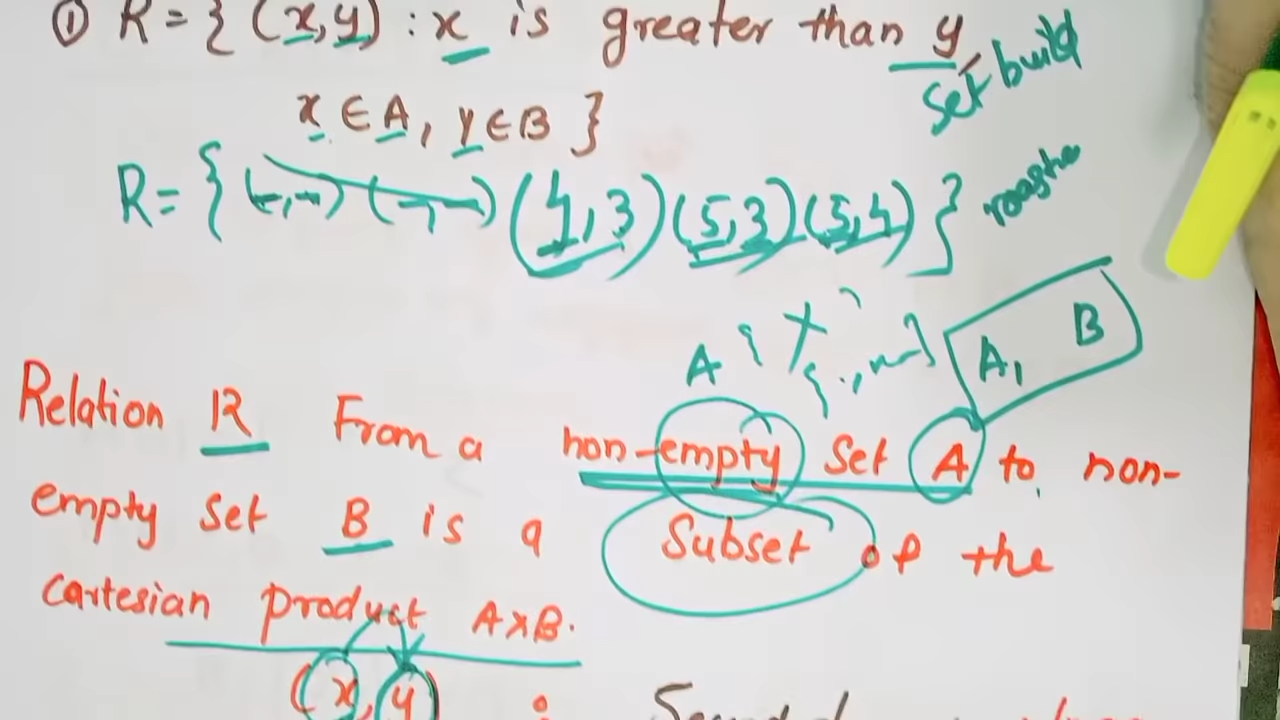 ① R = { (x, y) : x is greater than y,
set build
x ∈ A, y ∈ B }
R = { (4,3) (5,3) (5,4) }
A { A, B
Relation R From a non-empty Set A to non-
empty set B is a Subset of the
cartesian product A×B.
(x, y) is